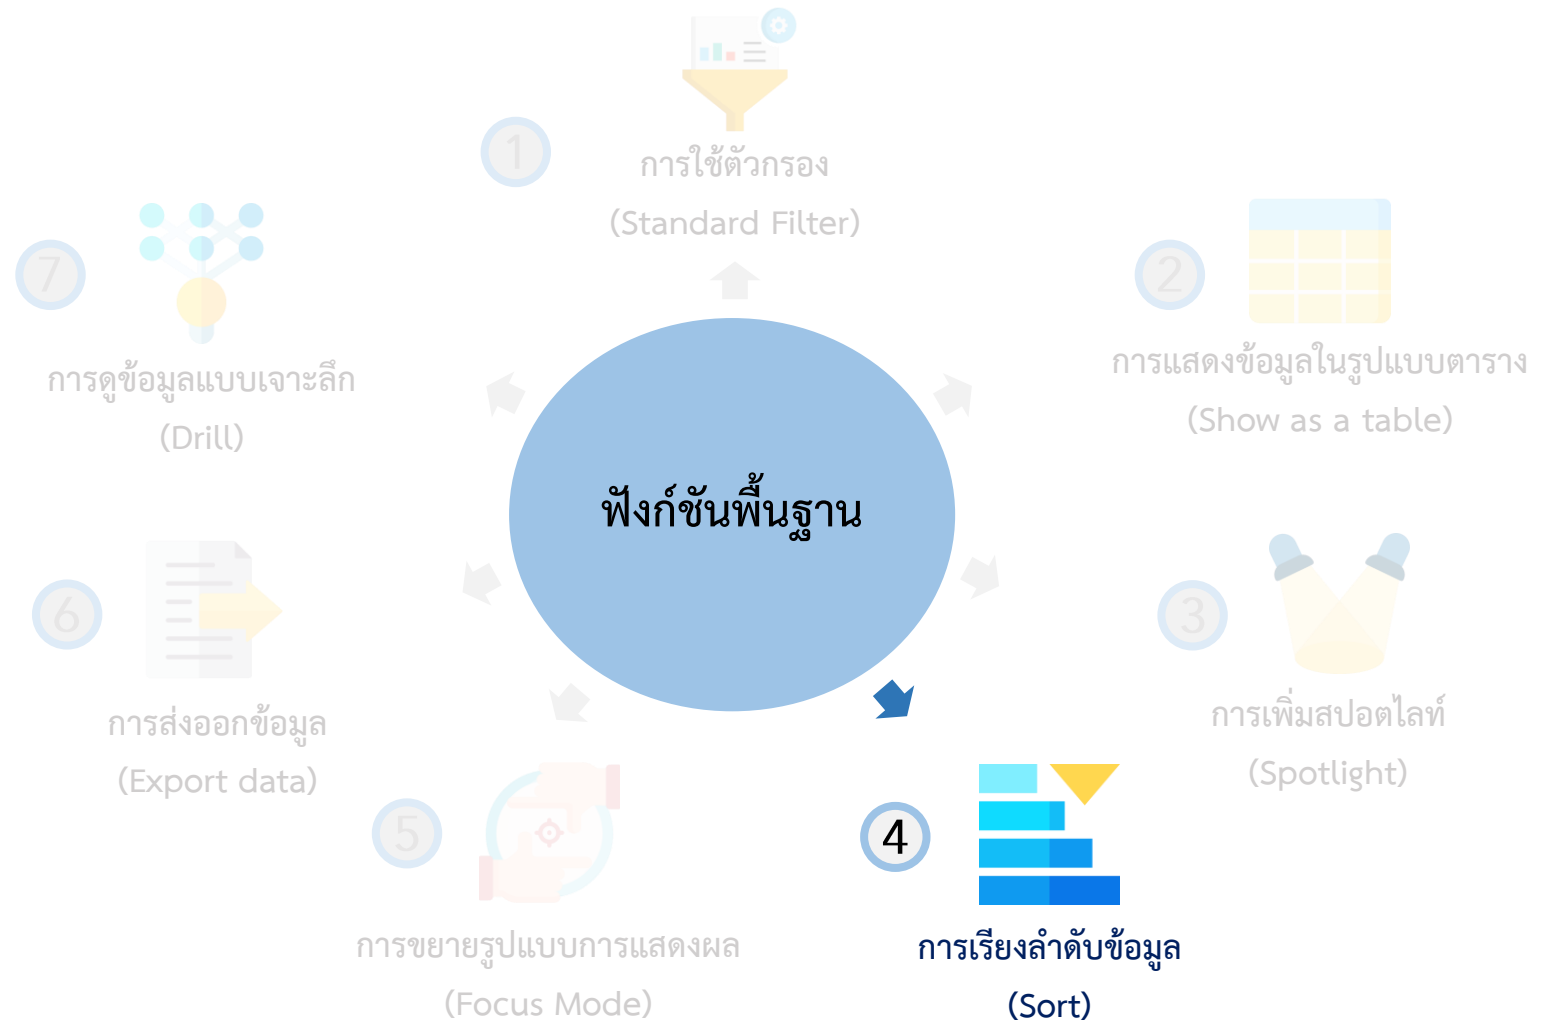 1
การใช้ตัวกรอง
(Standard Filter)
2
การแสดงข้อมูลในรูปแบบตาราง
(Show as a table)
3
การเพิ่มสปอตไลท์
(Spotlight)
4
การเรียงลำดับข้อมูล
(Sort)
5
การขยายรูปแบบการแสดงผล
(Focus Mode)
6
การส่งออกข้อมูล
(Export data)
7
การดูข้อมูลแบบเจาะลึก
(Drill)
ฟังก์ชันพื้นฐาน